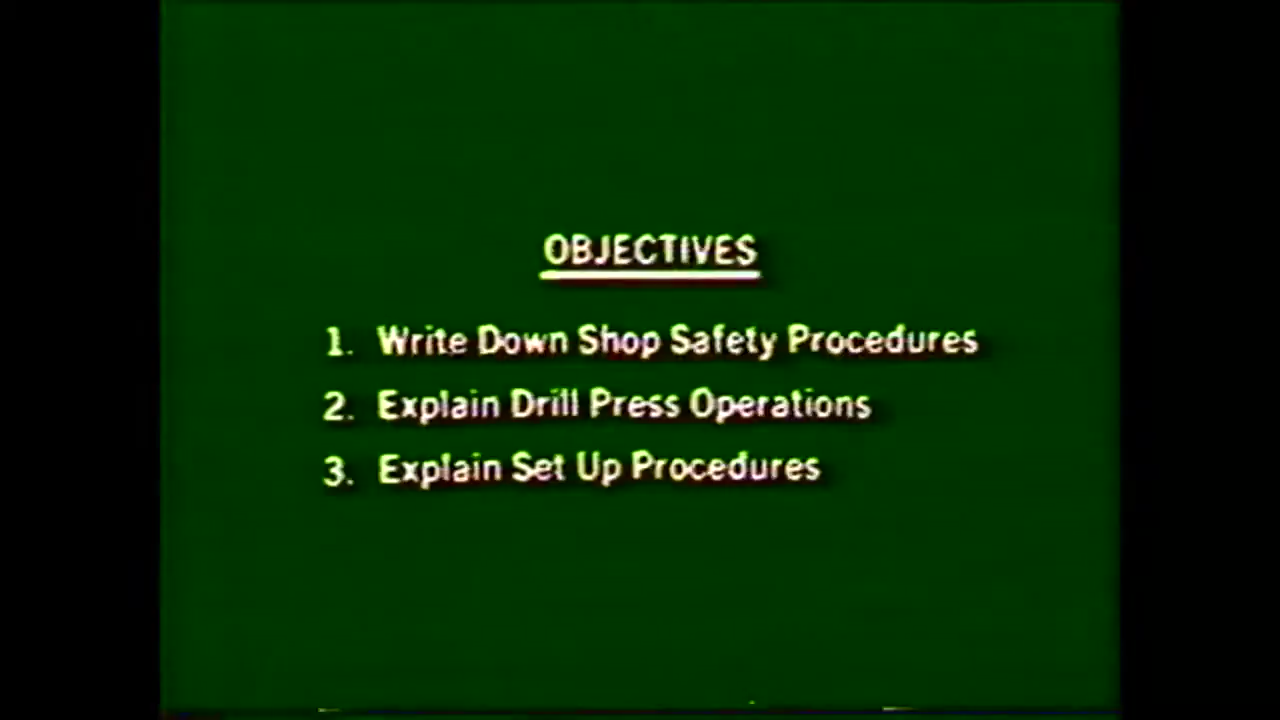 OBJECTIVES
1. Write Down Shop Safety Procedures
2. Explain Drill Press Operations
3. Explain Set Up Procedures